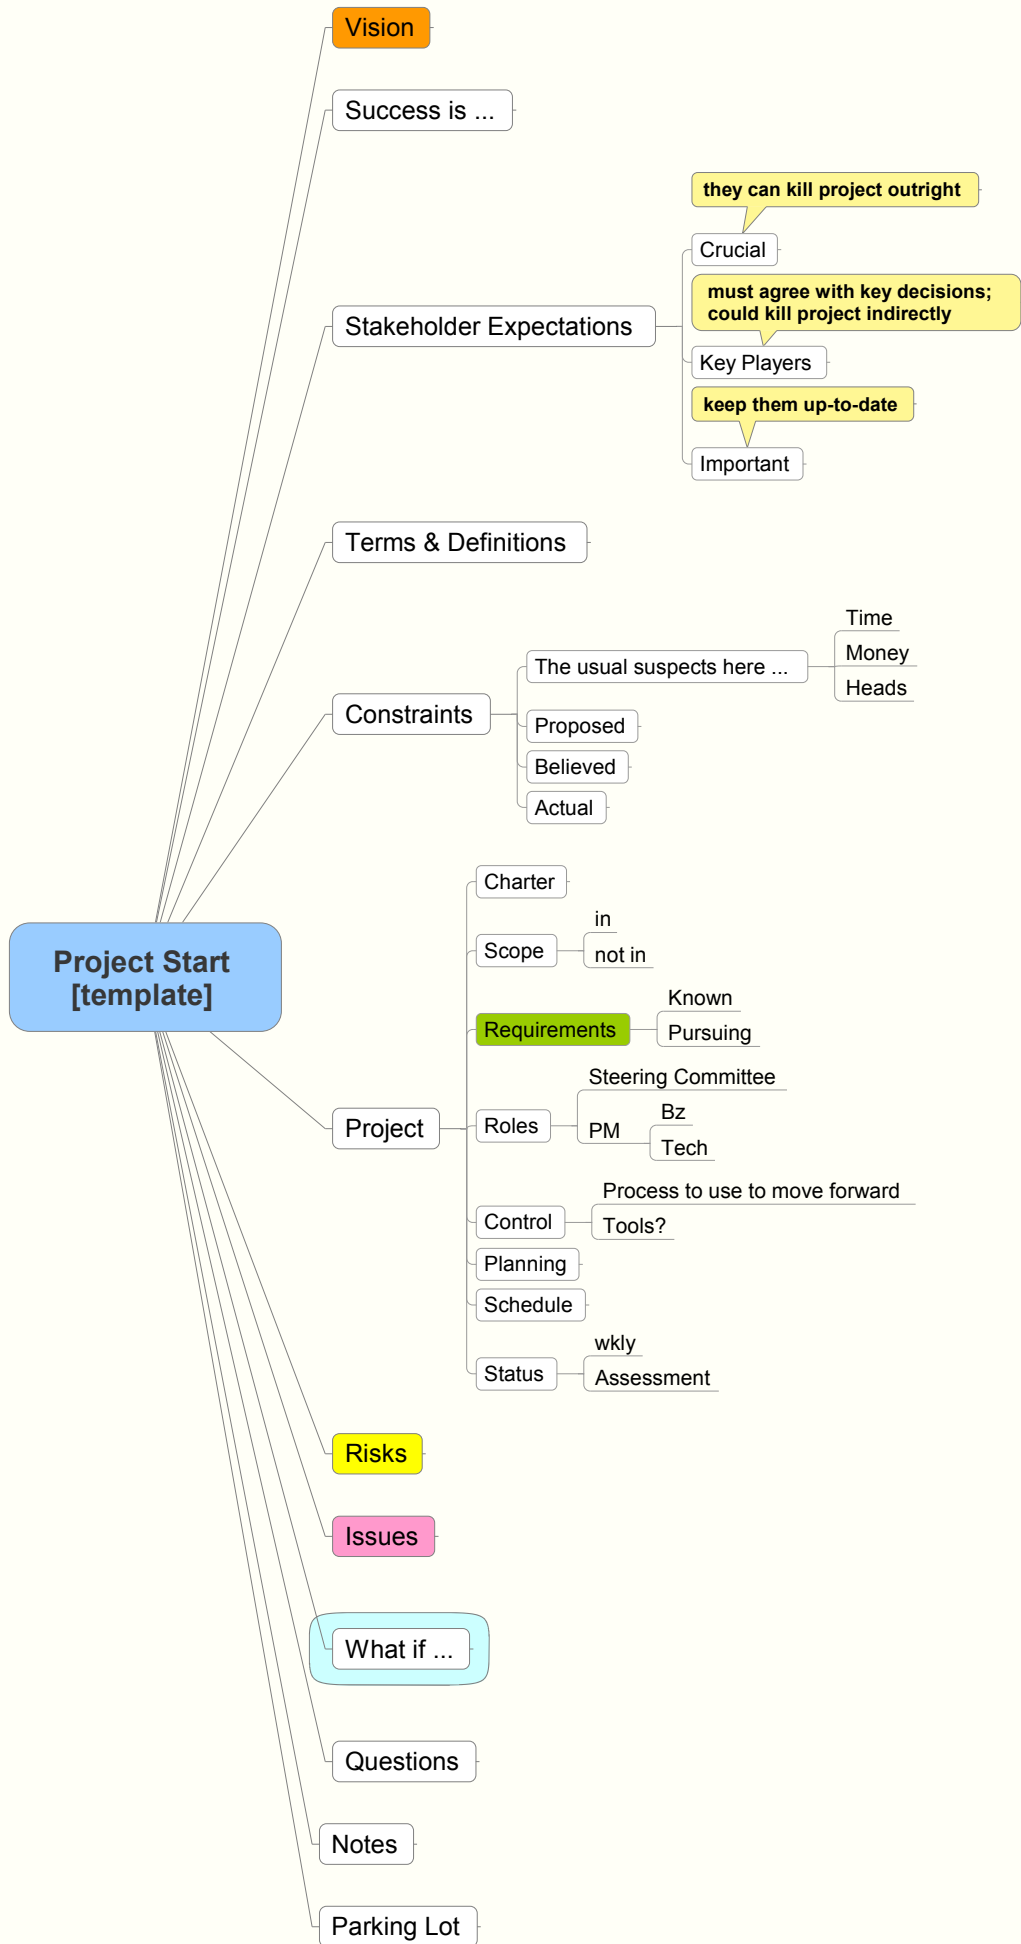 Vision
Success is ...
they can kill project outright
Crucial
must agree with key decisions;
could kill project indirectly
Stakeholder Expectations
Key Players
keep them up-to-date
Important
Terms & Definitions
Time
The usual suspects here ...
Money
Heads
Constraints
Proposed
Believed
Actual
Charter
in
Scope
not in
Project Start
[template]
Known
Requirements
Pursuing
Steering Committee
Project
Roles
PM
Bz
Tech
Process to use to move forward
Control
Tools?
Planning
Schedule
wkly
Status
Assessment
Risks
Issues
What if ...
Questions
Notes
Parking Lot